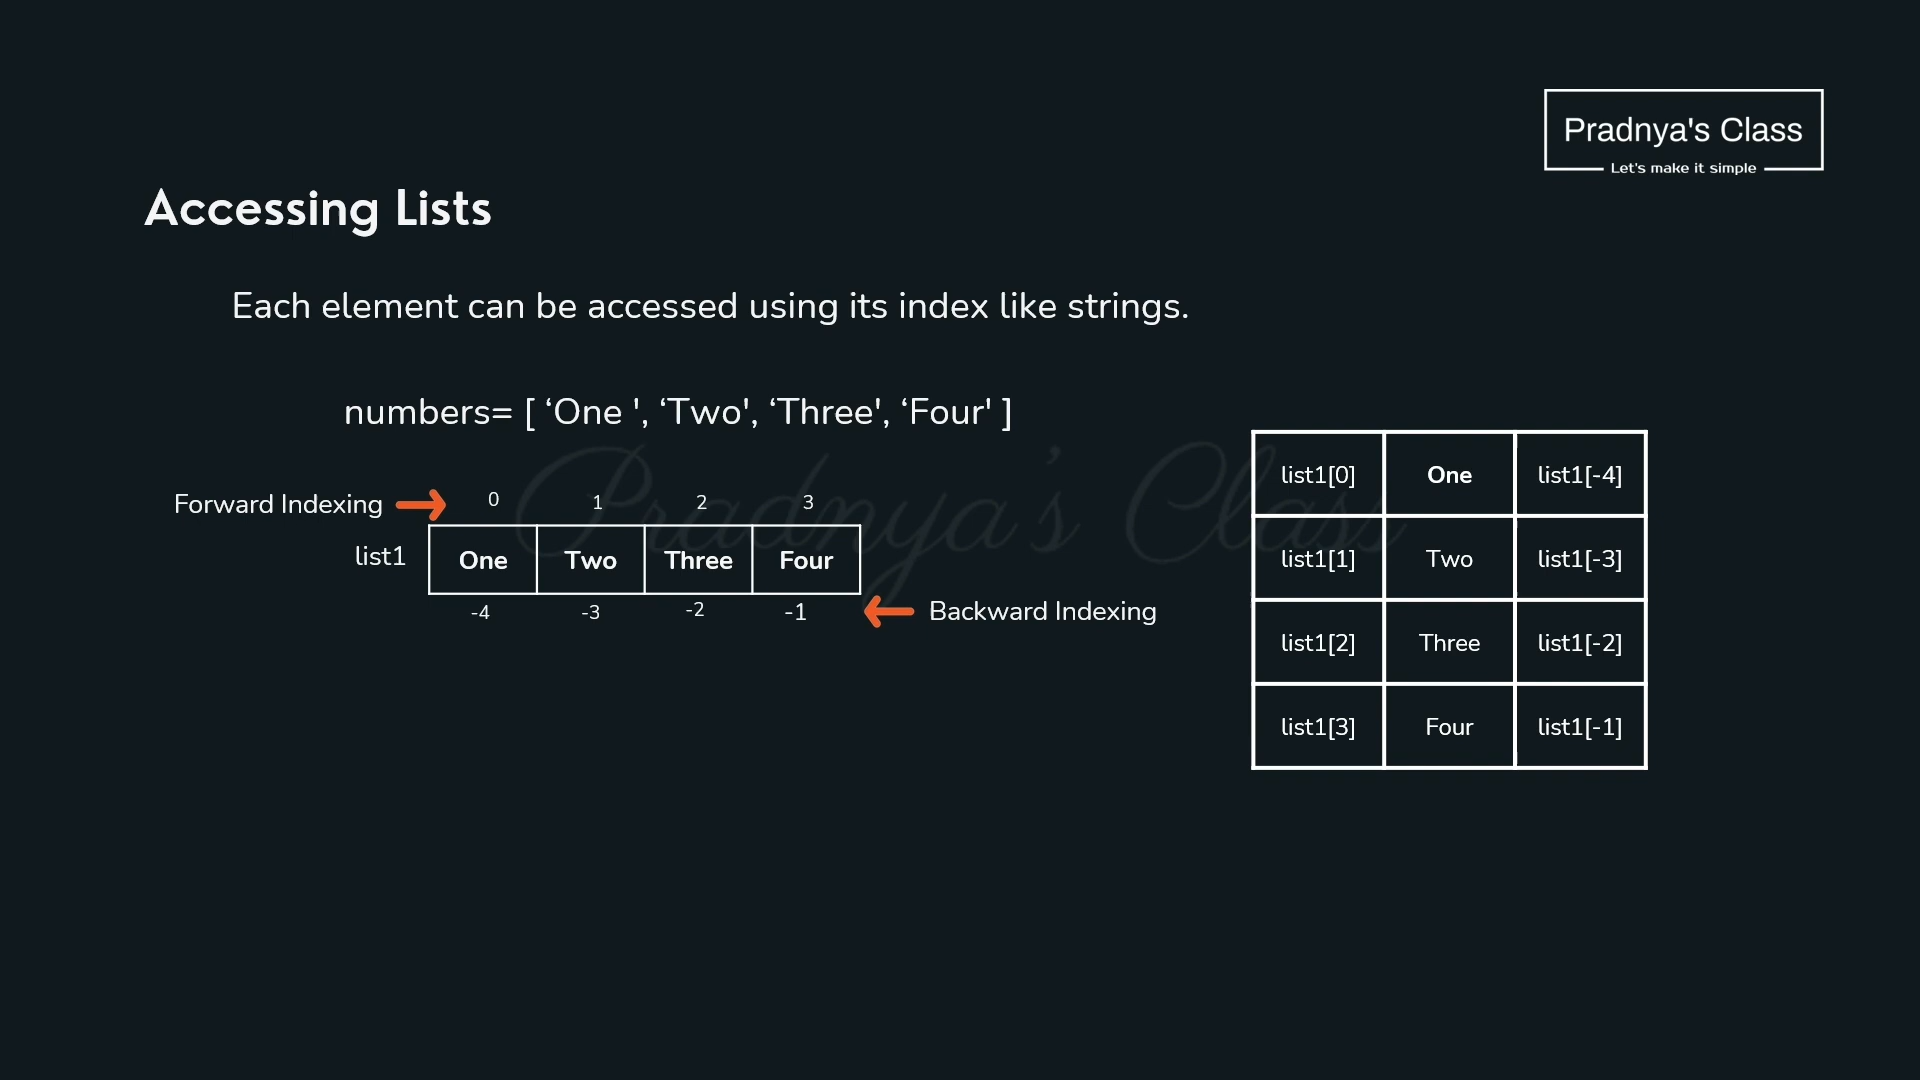 Pradnya's Class
Let's make it simple
Accessing Lists
Each element can be accessed using its index like strings.
numbers= [ ‘One ', ‘Two', ‘Three', ‘Four' ]
Forward Indexing 0 1 2 3
list1 One Two Three Four
-4 -3 -2 -1 Backward Indexing
list1[0] One list1[-4]
list1[1] Two list1[-3]
list1[2] Three list1[-2]
list1[3] Four list1[-1]
Pradnya's Class